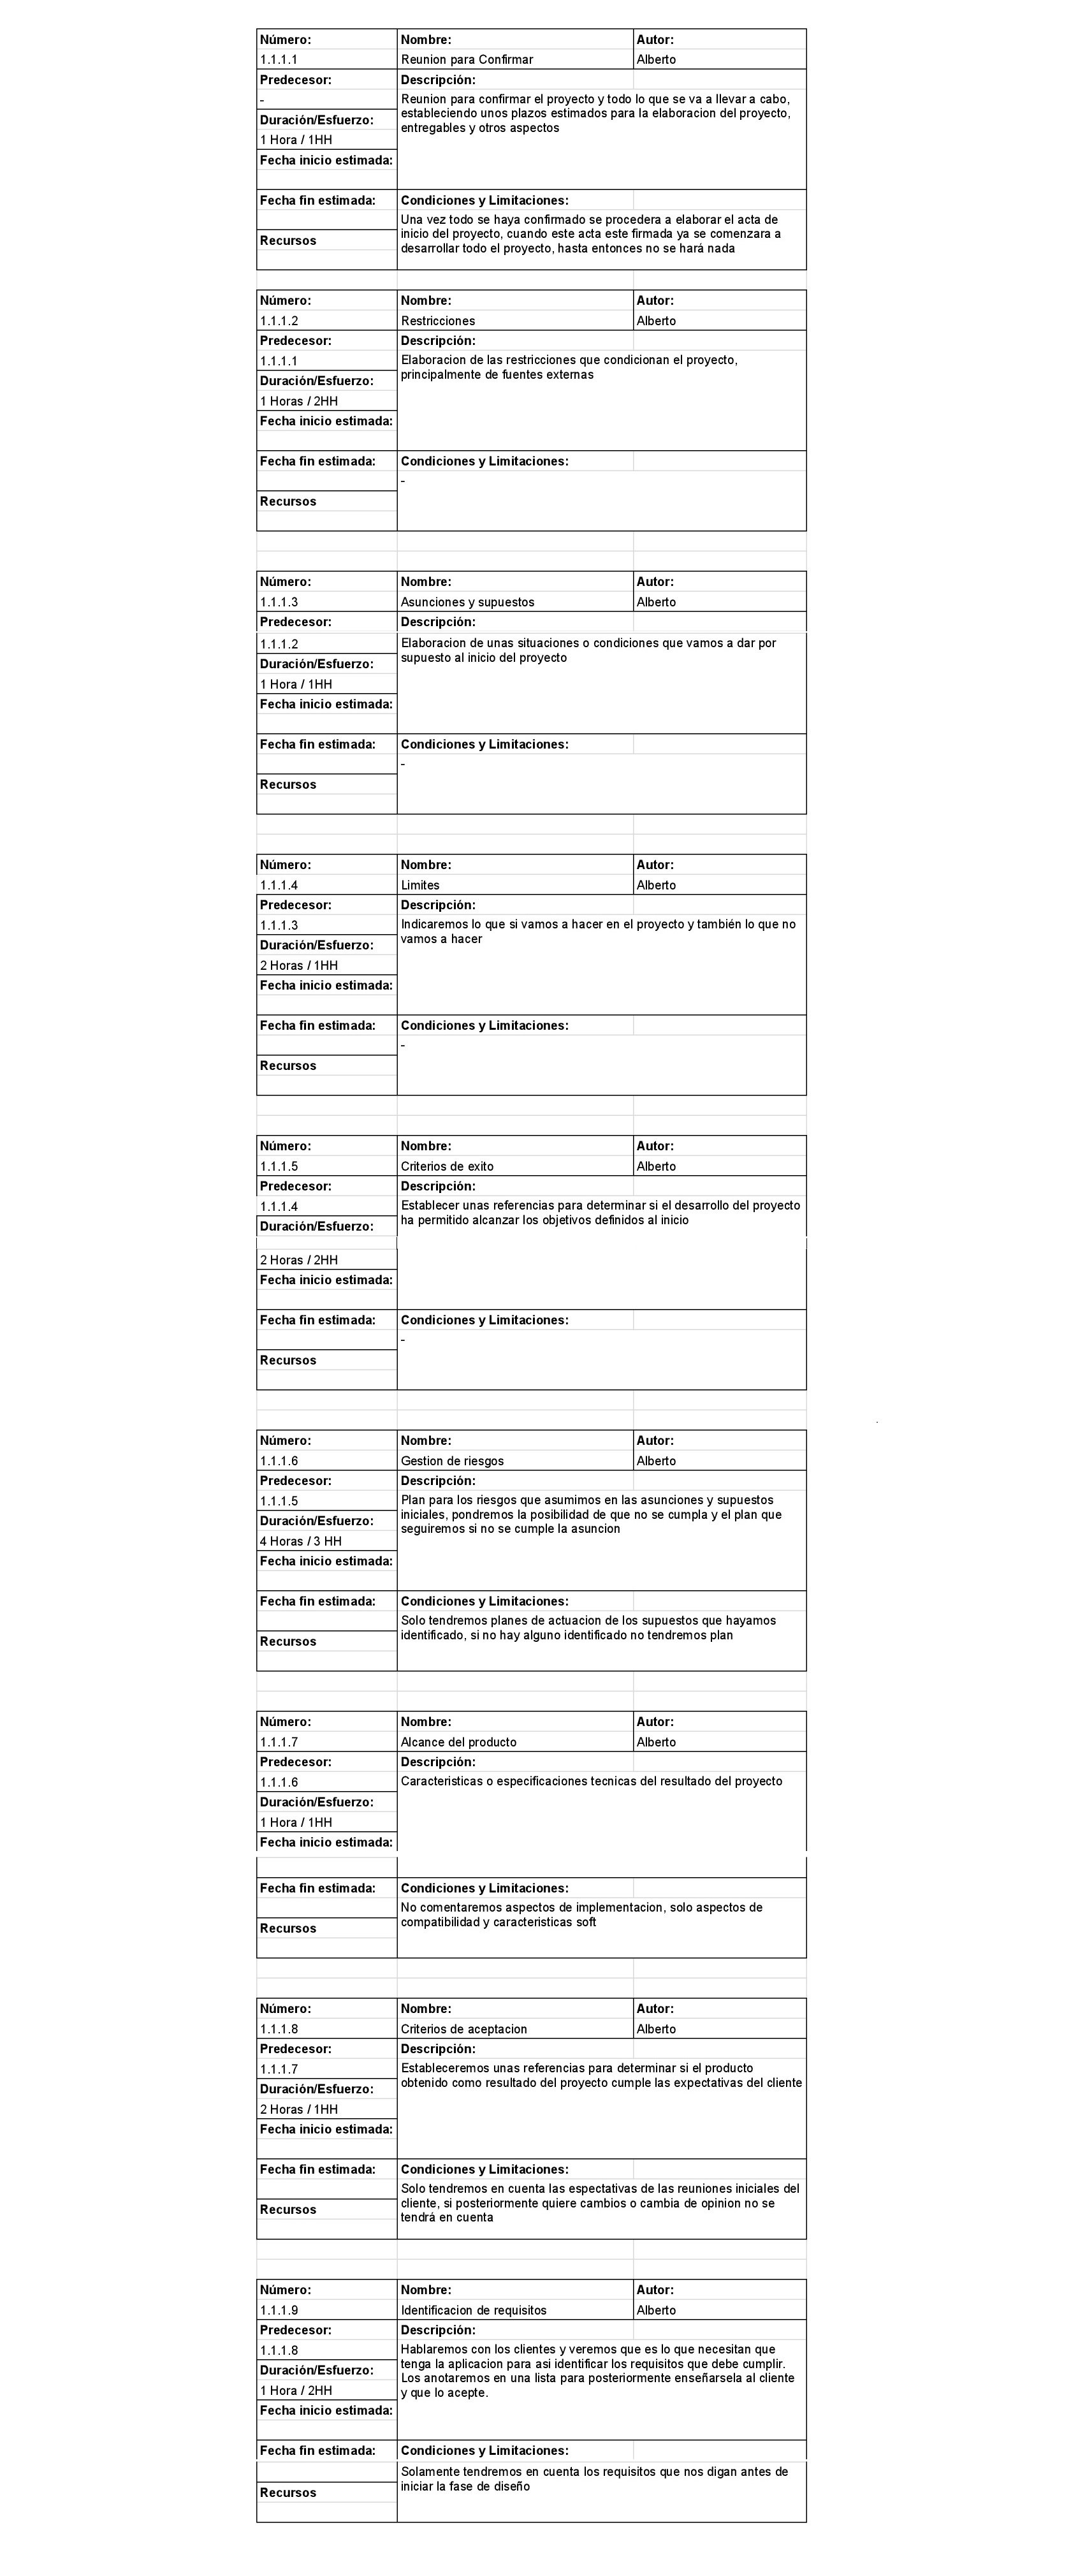 Número: Nombre: Autor:
1.1.1.1 Reunion para Confirmar Alberto
Predecesor: Descripción:
- Reunion para confirmar el proyecto y todo lo que se va a llevar a cabo,
estableciendo unos plazos estimados para la elaboracion del proyecto,
entregables y otros aspectos
Duración/Esfuerzo:
1 Hora / 1HH
Fecha inicio estimada:
Fecha fin estimada: Condiciones y Limitaciones:
Una vez todo se haya confirmado se procedera a elaborar el acta de
inicio del proyecto, cuando este acta este firmada ya se comenzara a
desarrollar todo el proyecto, hasta entonces no se hará nada
Recursos
Número: Nombre: Autor:
1.1.1.2 Restricciones Alberto
Predecesor: Descripción:
1.1.1.1 Elaboracion de las restricciones que condicionan el proyecto,
principalmente de fuentes externas
Duración/Esfuerzo:
1 Horas / 2HH
Fecha inicio estimada:
Fecha fin estimada: Condiciones y Limitaciones:
-
Recursos
Número: Nombre: Autor:
1.1.1.3 Asunciones y supuestos Alberto
Predecesor: Descripción:
1.1.1.2 Elaboracion de unas situaciones o condiciones que vamos a dar por
supuesto al inicio del proyecto
Duración/Esfuerzo:
1 Hora / 1HH
Fecha inicio estimada:
Fecha fin estimada: Condiciones y Limitaciones:
-
Recursos
Número: Nombre: Autor:
1.1.1.4 Limites Alberto
Predecesor: Descripción:
1.1.1.3 Indicaremos lo que si vamos a hacer en el proyecto y también lo que no
vamos a hacer
Duración/Esfuerzo:
2 Horas / 1HH
Fecha inicio estimada:
Fecha fin estimada: Condiciones y Limitaciones:
-
Recursos
Número: Nombre: Autor:
1.1.1.5 Criterios de exito Alberto
Predecesor: Descripción:
1.1.1.4 Establecer unas referencias para determinar si el desarrollo del proyecto
ha permitido alcanzar los objetivos definidos al inicio
Duración/Esfuerzo:
2 Horas / 2HH
Fecha inicio estimada:
Fecha fin estimada: Condiciones y Limitaciones:
-
Recursos
Número: Nombre: Autor:
1.1.1.6 Gestion de riesgos Alberto
Predecesor: Descripción:
1.1.1.5 Plan para los riesgos que asumimos en las asunciones y supuestos
iniciales, pondremos la posibilidad de que no se cumpla y el plan que
seguiremos si no se cumple la asuncion
Duración/Esfuerzo:
4 Horas / 3 HH
Fecha inicio estimada:
Fecha fin estimada: Condiciones y Limitaciones:
Solo tendremos planes de actuacion de los supuestos que hayamos
identificado, si no hay alguno identificado no tendremos plan
Recursos
Número: Nombre: Autor:
1.1.1.7 Alcance del producto Alberto
Predecesor: Descripción:
1.1.1.6 Caracteristicas o especificaciones tecnicas del resultado del proyecto
Duración/Esfuerzo:
1 Hora / 1HH
Fecha inicio estimada:
Fecha fin estimada: Condiciones y Limitaciones:
No comentaremos aspectos de implementacion, solo aspectos de
compatibilidad y caracteristicas soft
Recursos
Número: Nombre: Autor:
1.1.1.8 Criterios de aceptacion Alberto
Predecesor: Descripción:
1.1.1.7 Estableceremos unas referencias para determinar si el producto
obtenido como resultado del proyecto cumple las expectativas del cliente
Duración/Esfuerzo:
2 Horas / 1HH
Fecha inicio estimada:
Fecha fin estimada: Condiciones y Limitaciones:
Solo tendremos en cuenta las espectativas de las reuniones iniciales del
cliente, si posteriormente quiere cambios o cambia de opinion no se
tendrá en cuenta
Recursos
Número: Nombre: Autor:
1.1.1.9 Identificacion de requisitos Alberto
Predecesor: Descripción:
1.1.1.8 Hablaremos con los clientes y veremos que es lo que necesitan que
tenga la aplicacion para asi identificar los requisitos que debe cumplir.
Los anotaremos en una lista para posteriormente enseñarsela al cliente
y que lo acepte.
Duración/Esfuerzo:
1 Hora / 2HH
Fecha inicio estimada:
Fecha fin estimada: Condiciones y Limitaciones:
Solamente tendremos en cuenta los requisitos que nos digan antes de
iniciar la fase de diseño
Recursos